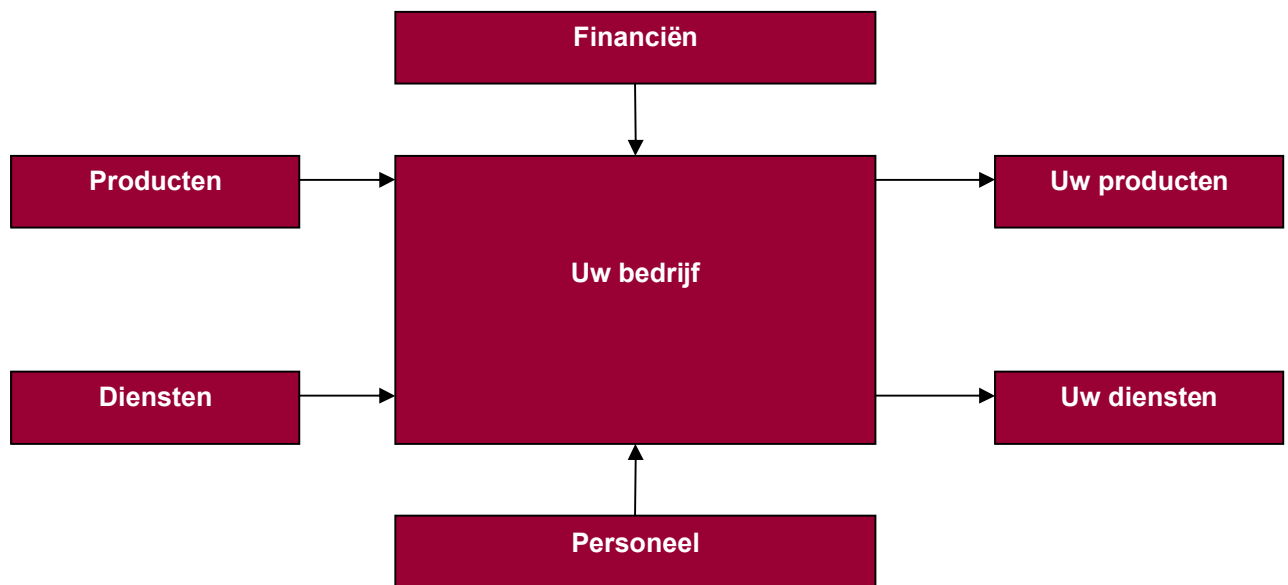 Financiën
Producten
Uw producten
Uw bedrijf
Diensten
Uw diensten
Personeel